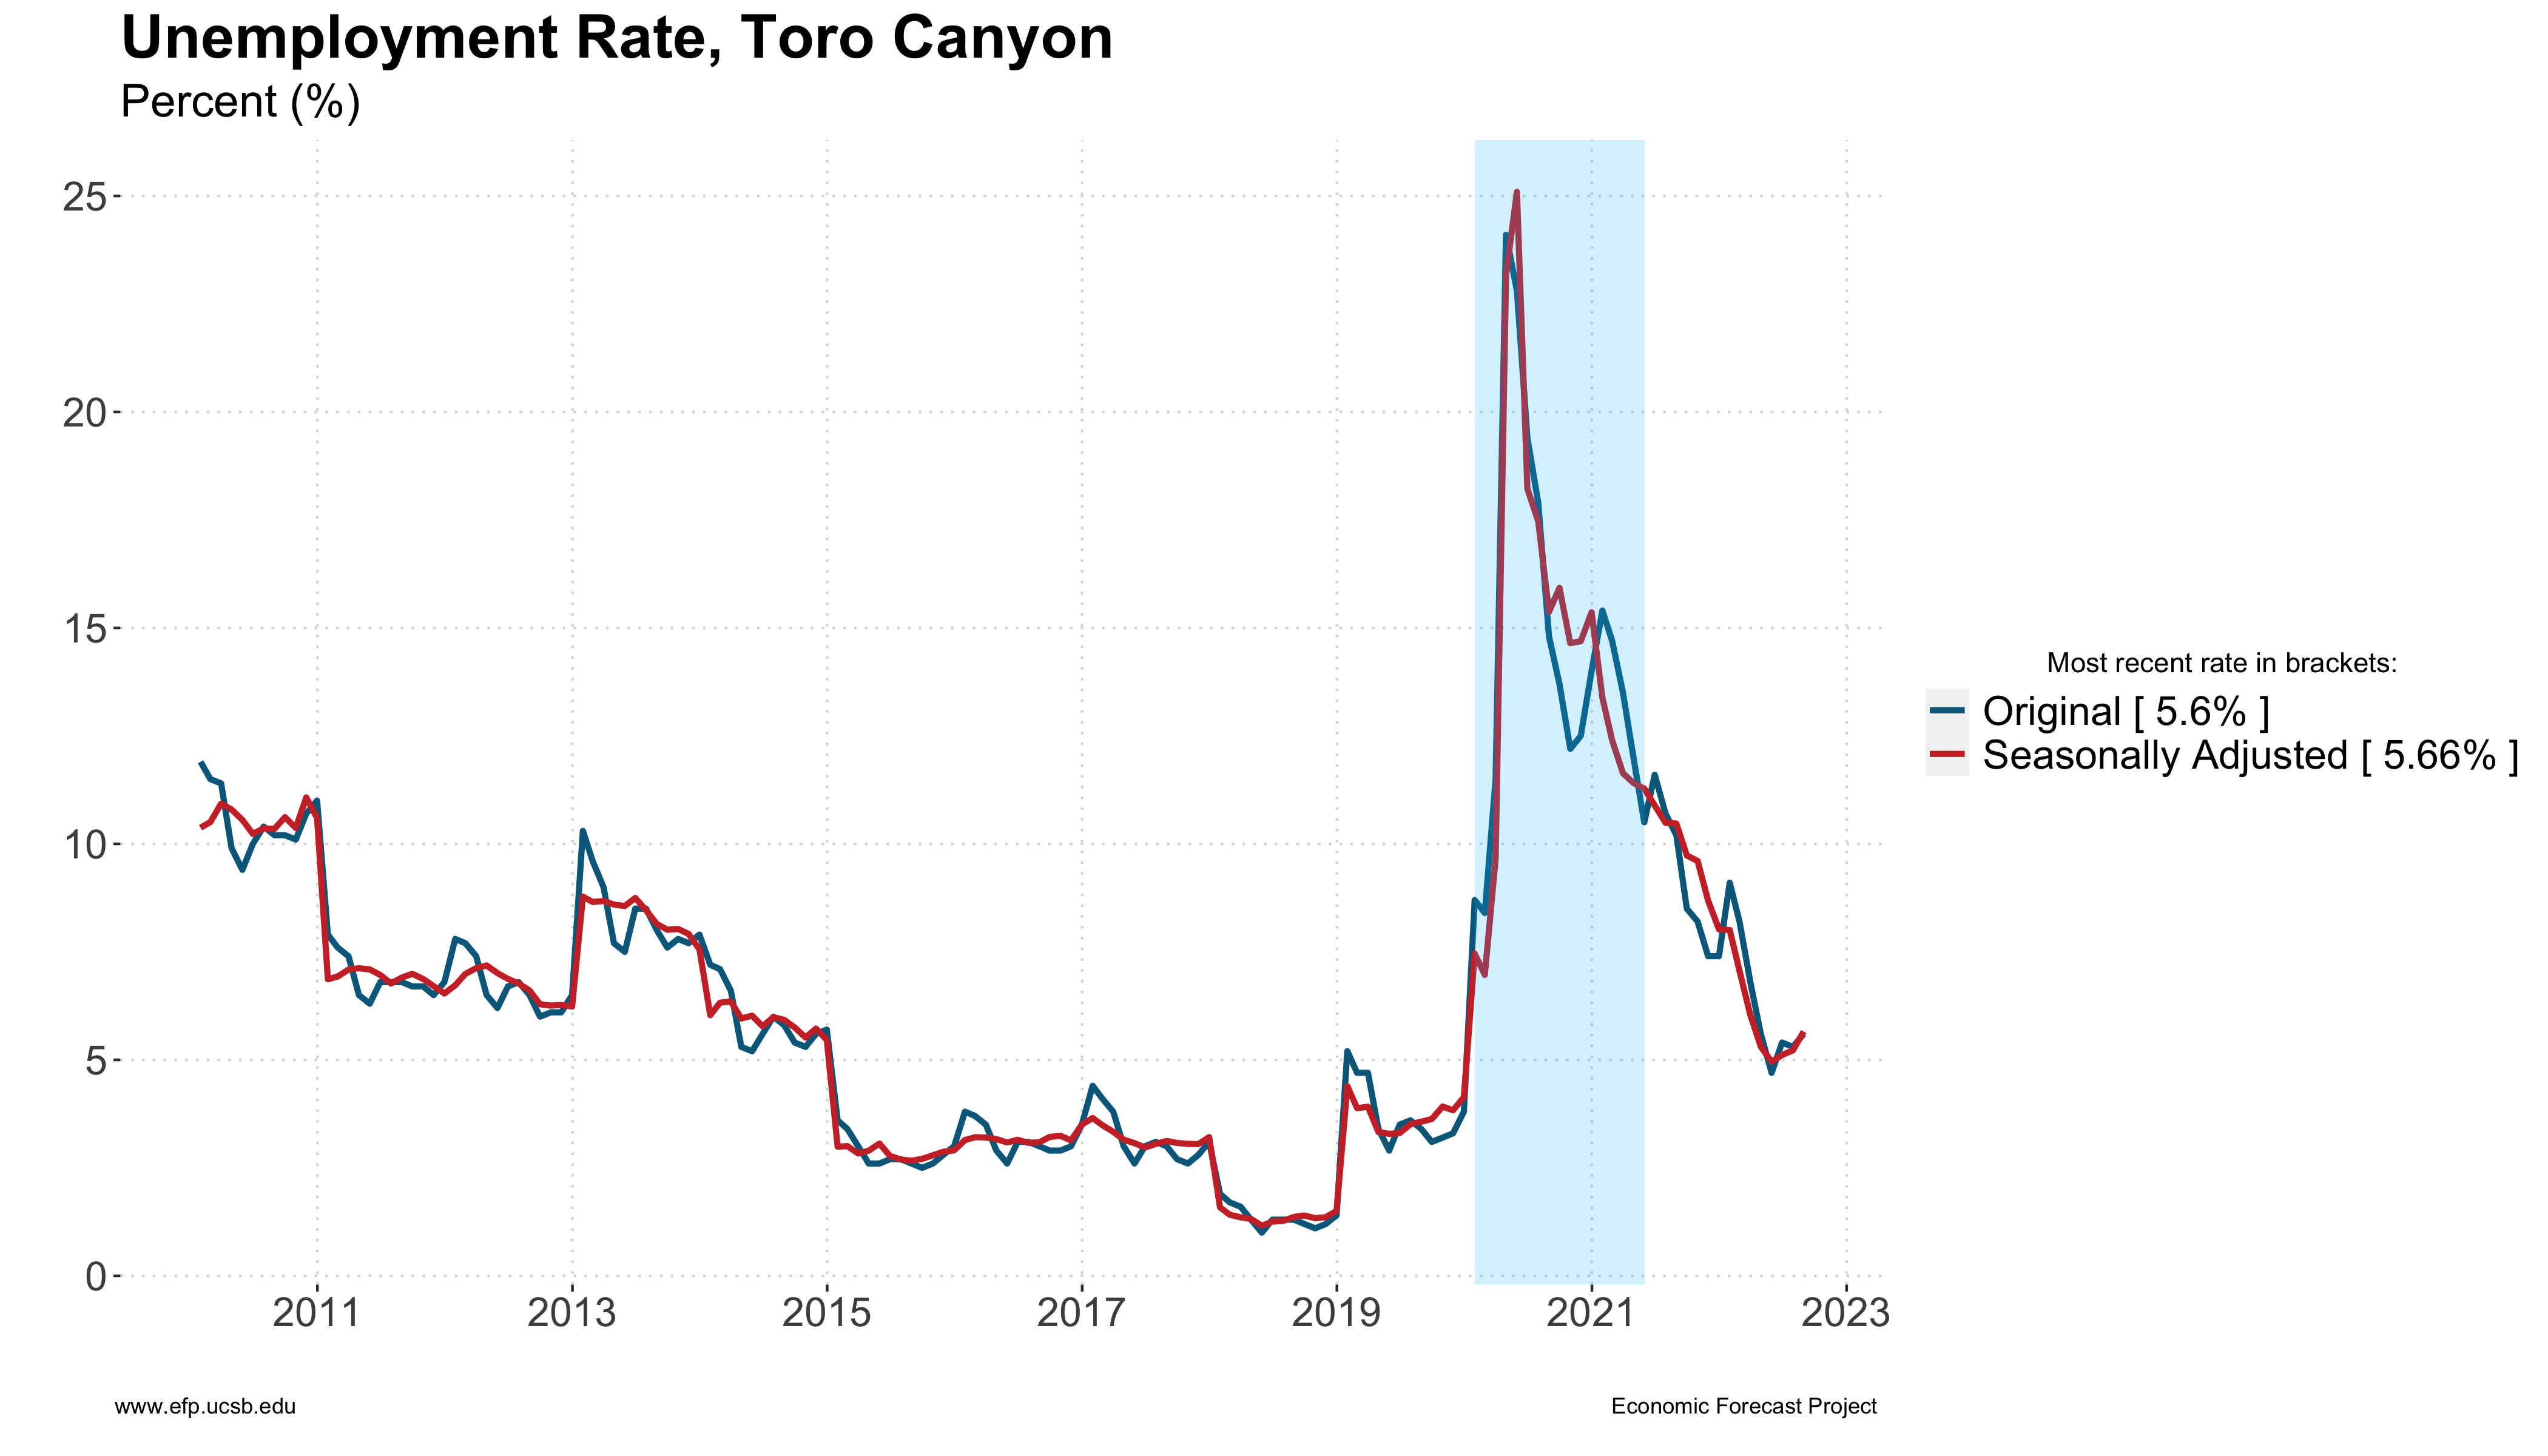 Unemployment Rate, Toro Canyon
Percent (%)
25
20
15
10
5
0
2011 2013 2015 2017 2019 2021 2023
Most recent rate in brackets:
Original [ 5.6% ]
Seasonally Adjusted [ 5.66% ]
www.efp.ucsb.edu
Economic Forecast Project